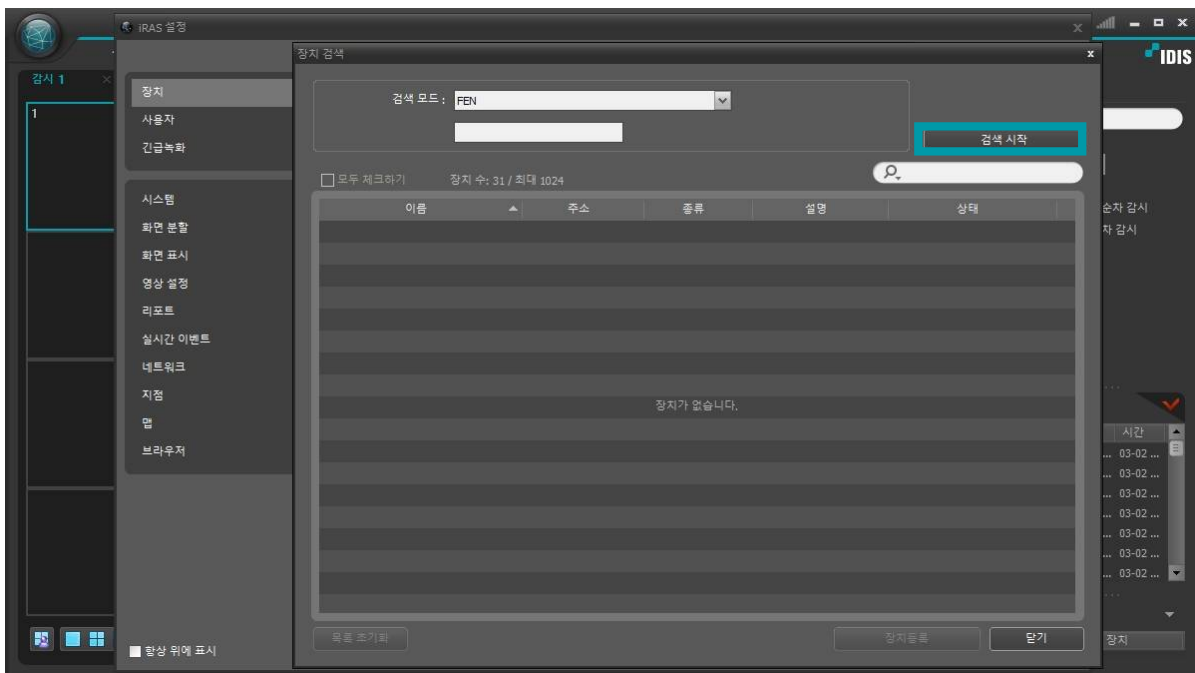 iRAS 설정
IDIS
감시 1
1
장치
사용자
긴급녹화
시스템
화면 분할
화면 표시
영상 설정
리포트
실시간 이벤트
네트워크
지점
맵
브라우저
항상 위에 표시
장치 검색
검색 모드 : FEN
검색 시작
모두 체크하기 장치 수: 31 / 최대 1024
이름 주소 종류 설명 상태
장치가 없습니다.
목록 초기화 장치등록 닫기
순차 감시
차 감시
시간
... 03-02 ...
... 03-02 ...
... 03-02 ...
... 03-02 ...
... 03-02 ...
... 03-02 ...
... 03-02 ...
장치